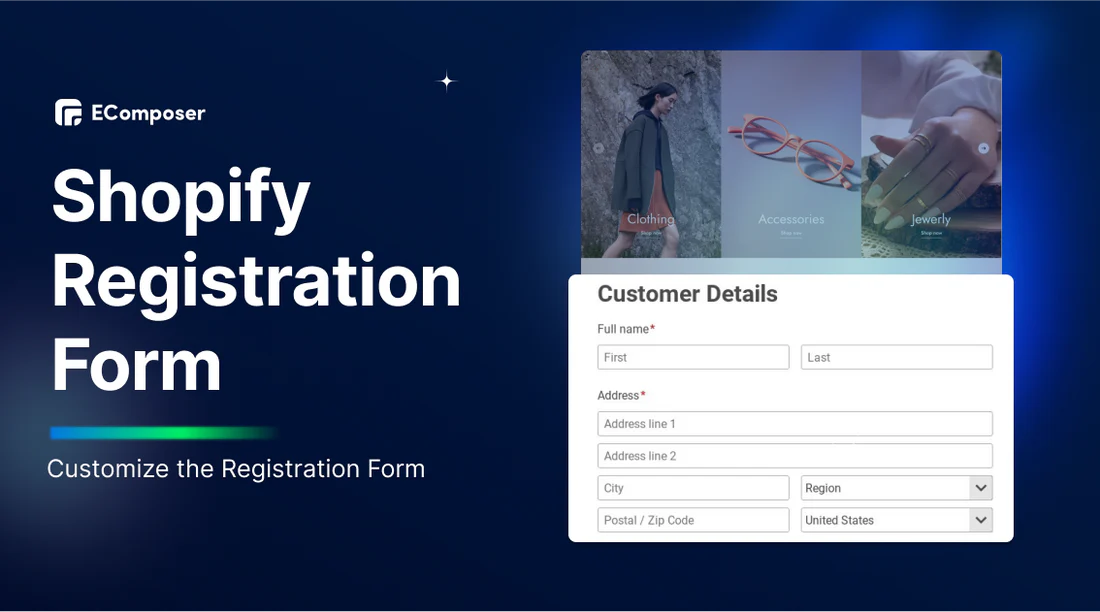 EComposer
Shopify
Registration
Form
Customize the Registration Form
Clothing
Shop now
Accessories
Shop now
Jewerly
Shop now
Customer Details
Full name*
First
Last
Address*
Address line 1
Address line 2
City
Region
Postal / Zip Code
United States